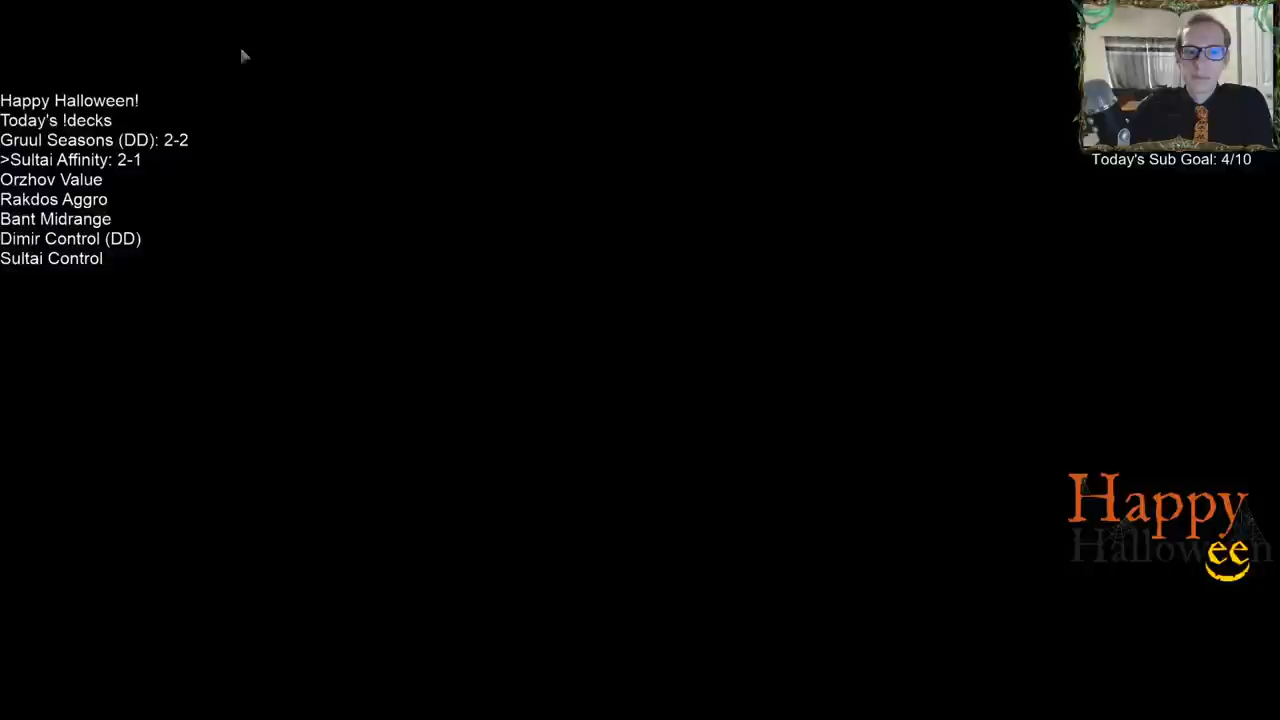 Happy Halloween!
Today's !decks
Gruul Seasons (DD): 2-2
>Sultai Affinity: 2-1
Orzhov Value
Rakdos Aggro
Bant Midrange
Dimir Control (DD)
Sultai Control
Today's Sub Goal: 4/10
Happy
Halloween